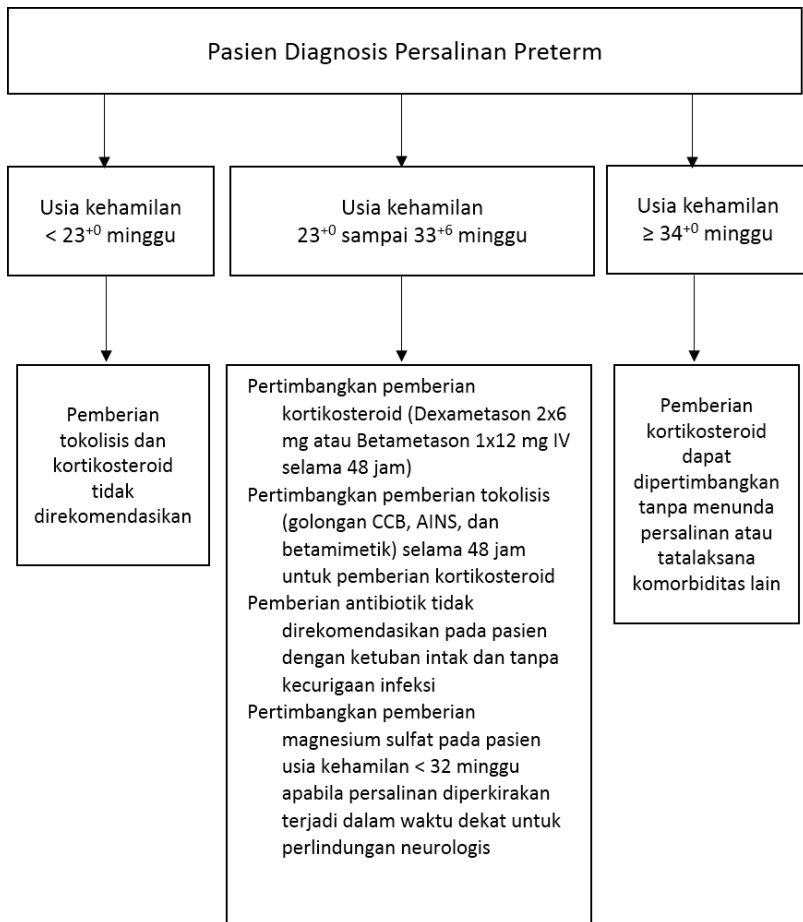 Pasien Diagnosis Persalinan Preterm
Usia kehamilan
< 23⁺⁰ minggu
Usia kehamilan
23⁺⁰ sampai 33⁺⁶ minggu
Usia kehamilan
≥ 34⁺⁰ minggu
Pemberian
tokolisis dan
kortikosteroid
tidak
direkomendasikan
Pertimbangkan pemberian
kortikosteroid (Dexametason 2x6
mg atau Betametason 1x12 mg IV
selama 48 jam)
Pertimbangkan pemberian tokolisis
(golongan CCB, AINS, dan
betamimetik) selama 48 jam
untuk pemberian kortikosteroid
Pemberian antibiotik tidak
direkomendasikan pada pasien
dengan ketuban intak dan tanpa
kecurigaan infeksi
Pertimbangkan pemberian
magnesium sulfat pada pasien
usia kehamilan < 32 minggu
apabila persalinan diperkirakan
terjadi dalam waktu dekat untuk
perlindungan neurologis
Pemberian
kortikosteroid
dapat
dipertimbangkan
tanpa menunda
persalinan atau
tatalaksana
komorbiditas lain